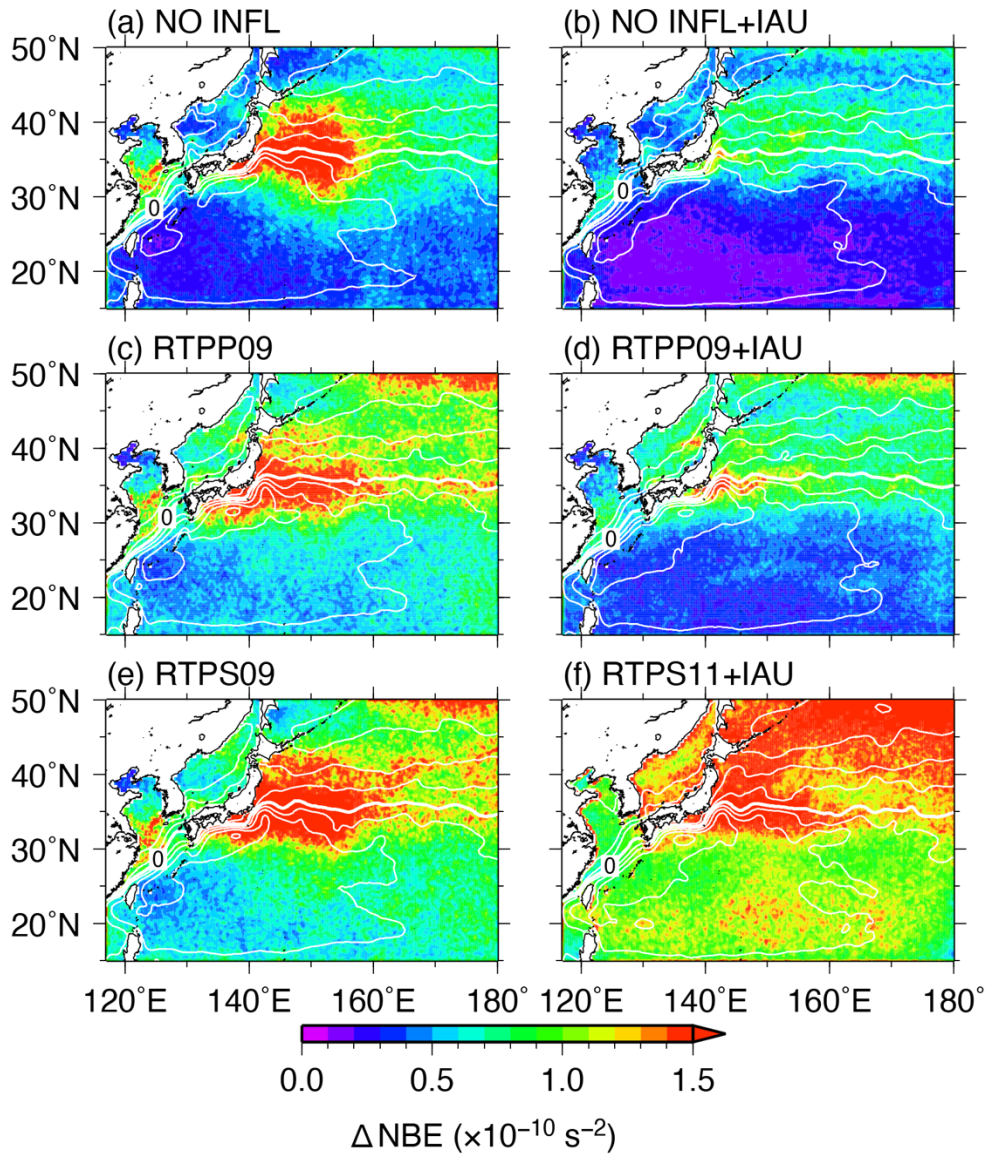 (a) NO INFL
(b) NO INFL+IAU
50°N
40°N
30°N
20°N
0
0
(c) RTPP09
(d) RTPP09+IAU
50°N
40°N
30°N
20°N
0
0
(e) RTPS09
(f) RTPS11+IAU
50°N
40°N
30°N
20°N
0
0
120°E 140°E 160°E 180°
120°E 140°E 160°E 180°
0.0 0.5 1.0 1.5
Δ NBE (×10⁻¹⁰ s⁻²)